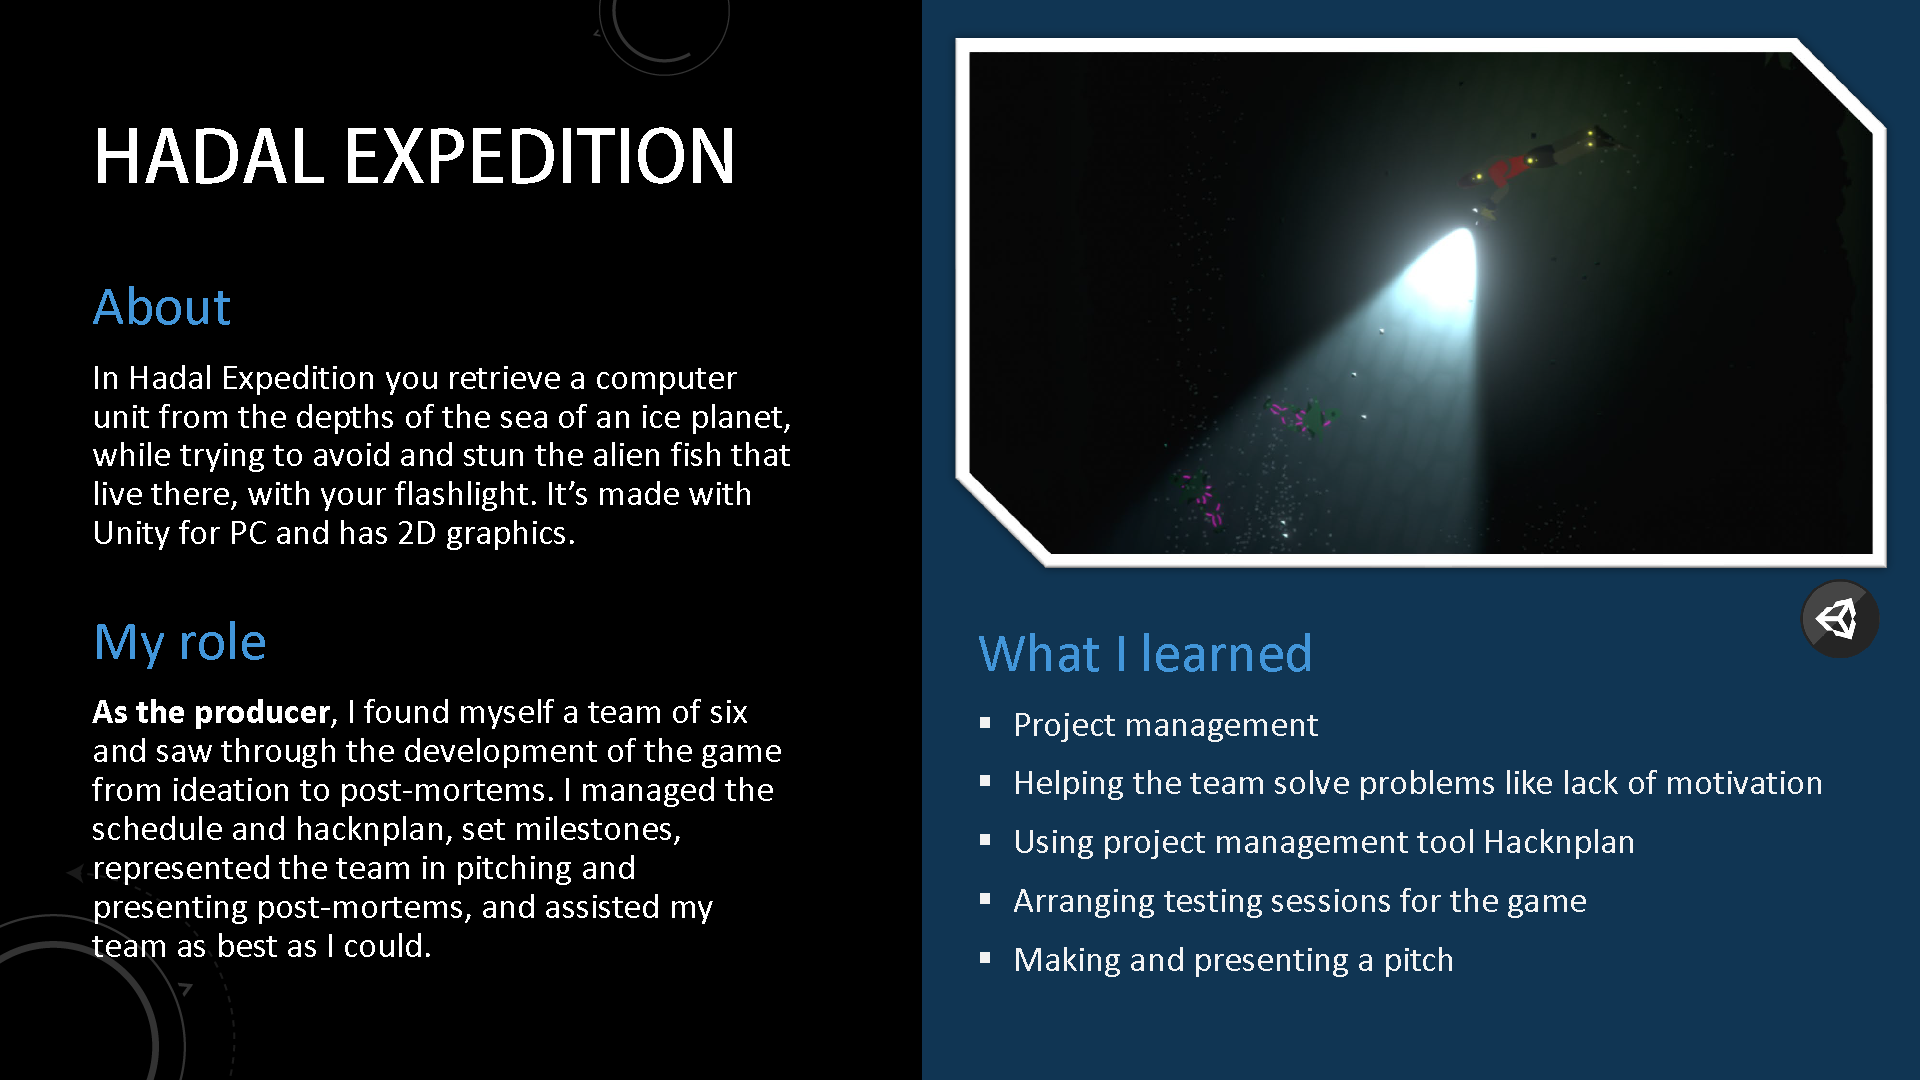 HADAL EXPEDITION
About
In Hadal Expedition you retrieve a computer
unit from the depths of the sea of an ice planet,
while trying to avoid and stun the alien fish that
live there, with your flashlight. It’s made with
Unity for PC and has 2D graphics.
My role
As the producer, I found myself a team of six
and saw through the development of the game
from ideation to post-mortems. I managed the
schedule and hacknplan, set milestones,
represented the team in pitching and
presenting post-mortems, and assisted my
team as best as I could.
What I learned
▪ Project management
▪ Helping the team solve problems like lack of motivation
▪ Using project management tool Hacknplan
▪ Arranging testing sessions for the game
▪ Making and presenting a pitch